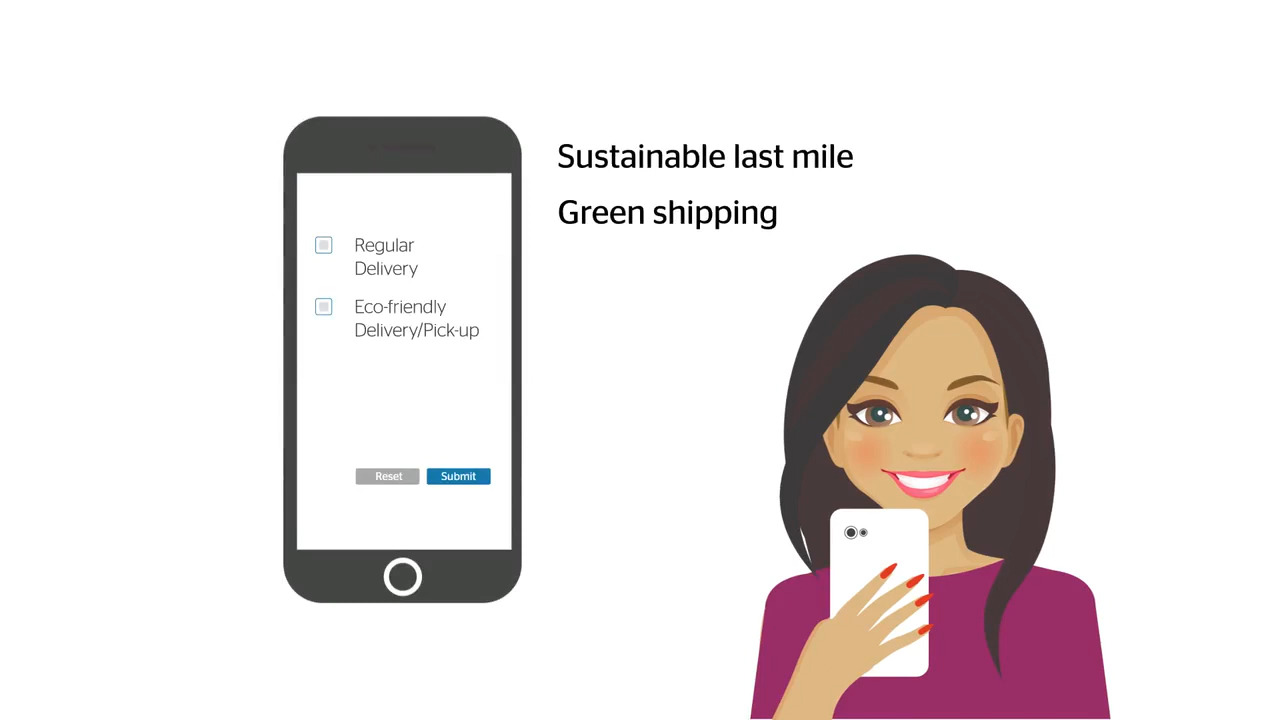 Sustainable last mile
Green shipping
Regular
Delivery
Eco-friendly
Delivery/Pick-up
Reset
Submit